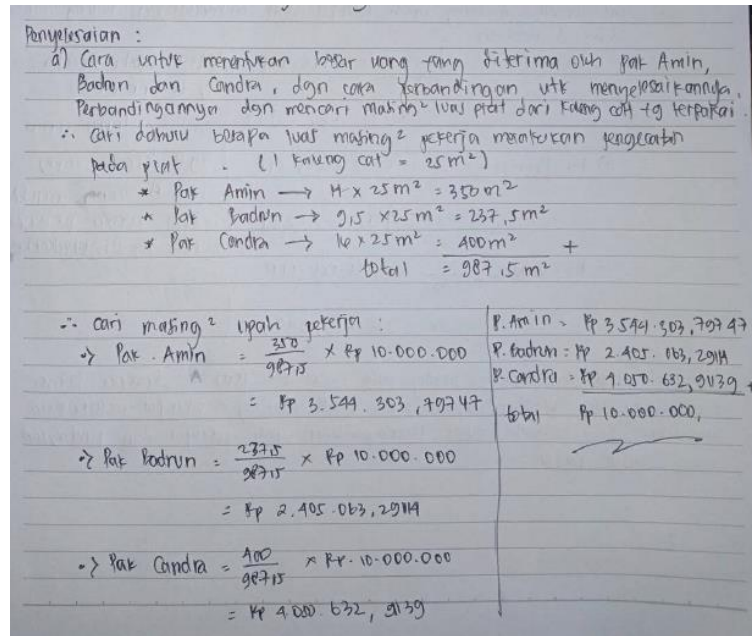 Penyelesaian :
a) Cara untuk menentukan besar uang yang diterima oleh Pak Amin,
Badrun dan Candra, dgn cara perbandingan utk menyelesaikannya.
Perbandingannya dgn mencari masing² luas plat dari kaleng cat yg terpakai.
∴ cari dahulu berapa luas masing² pekerja melakukan pengecatan
pada plat . (1 kaleng cat = 25 m²)
* Pak Amin → 14 x 25 m² = 350 m²
* Pak Badrun → 9,5 x 25 m² = 237,5 m²
* Pak Candra → 16 x 25 m² = 400 m² +
total = 987,5 m²
∴ cari masing² upah pekerja :
-> Pak . Amin = 350/987,5 x Rp 10.000.000
= Rp 3.544.303,79747
-> Pak Badrun = 237,5/987,5 x Rp 10.000.000
= Rp 2.405.063,29114
-> Pak Candra = 400/987,5 x Rp. 10.000.000
= Rp 4.050.632,9139
P. Amin = Rp 3.544.303,79747
P. Badrun = Rp 2.405.063,29114
P. Candra = Rp 4.050.632,9139 +
total Rp 10.000.000,